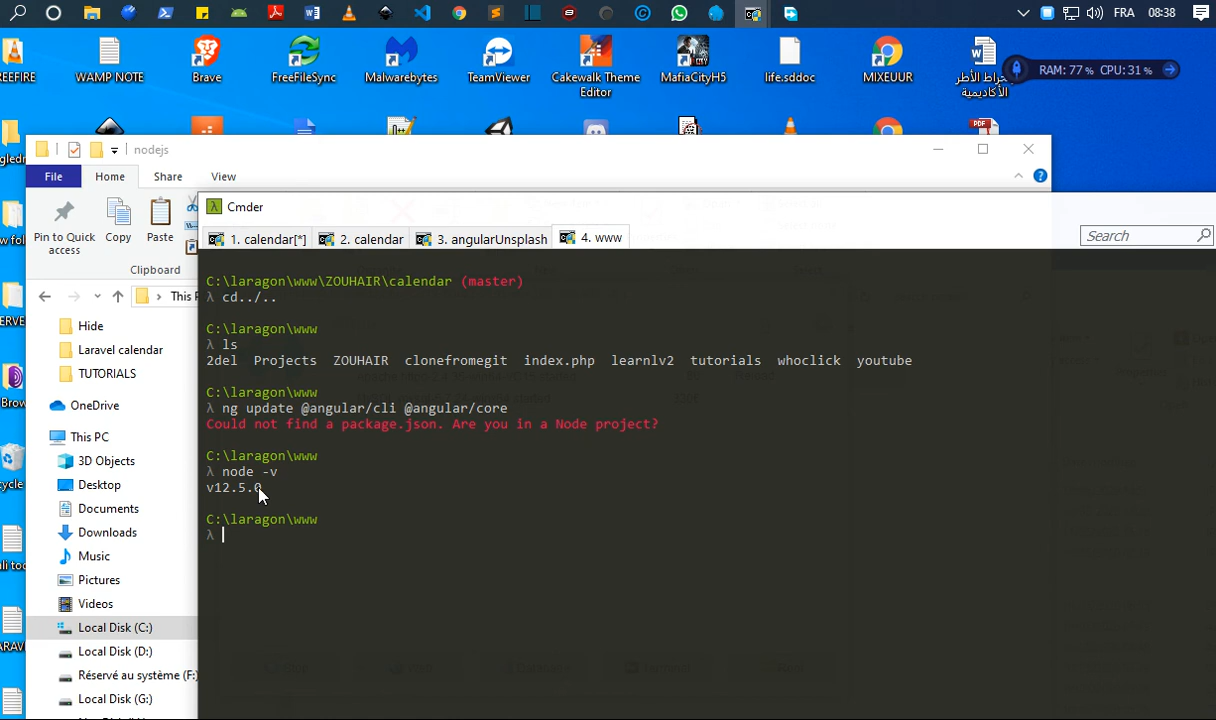 FRA 08:38
REEFIRE
WAMP NOTE
Brave
FreeFileSync
Malwarebytes
TeamViewer
Cakewalk Theme
Editor
MafiaCityH5
life.sddoc
MIXEUUR
خراط الأطر
الأكاديمية
RAM: 77% CPU: 31%
PDF
nodejs
File Home Share View
Pin to Quick
access
Copy
Paste
Clipboard
This P
Hide
Laravel calendar
TUTORIALS
OneDrive
This PC
3D Objects
Desktop
Documents
Downloads
Music
Pictures
Videos
Local Disk (C:)
Local Disk (D:)
Réservé au système (F:)
Local Disk (G:)
Cmder
1. calendar[*] 2. calendar 3. angularUnsplash 4. www
Search
C:\laragon\www\ZOUHAIR\calendar (master)
λ cd../..
C:\laragon\www
λ ls
2del Projects ZOUHAIR clonefromegit index.php learnlv2 tutorials whoclick youtube
C:\laragon\www
λ ng update @angular/cli @angular/core
Could not find a package.json. Are you in a Node project?
C:\laragon\www
λ node -v
v12.5.0
C:\laragon\www
λ